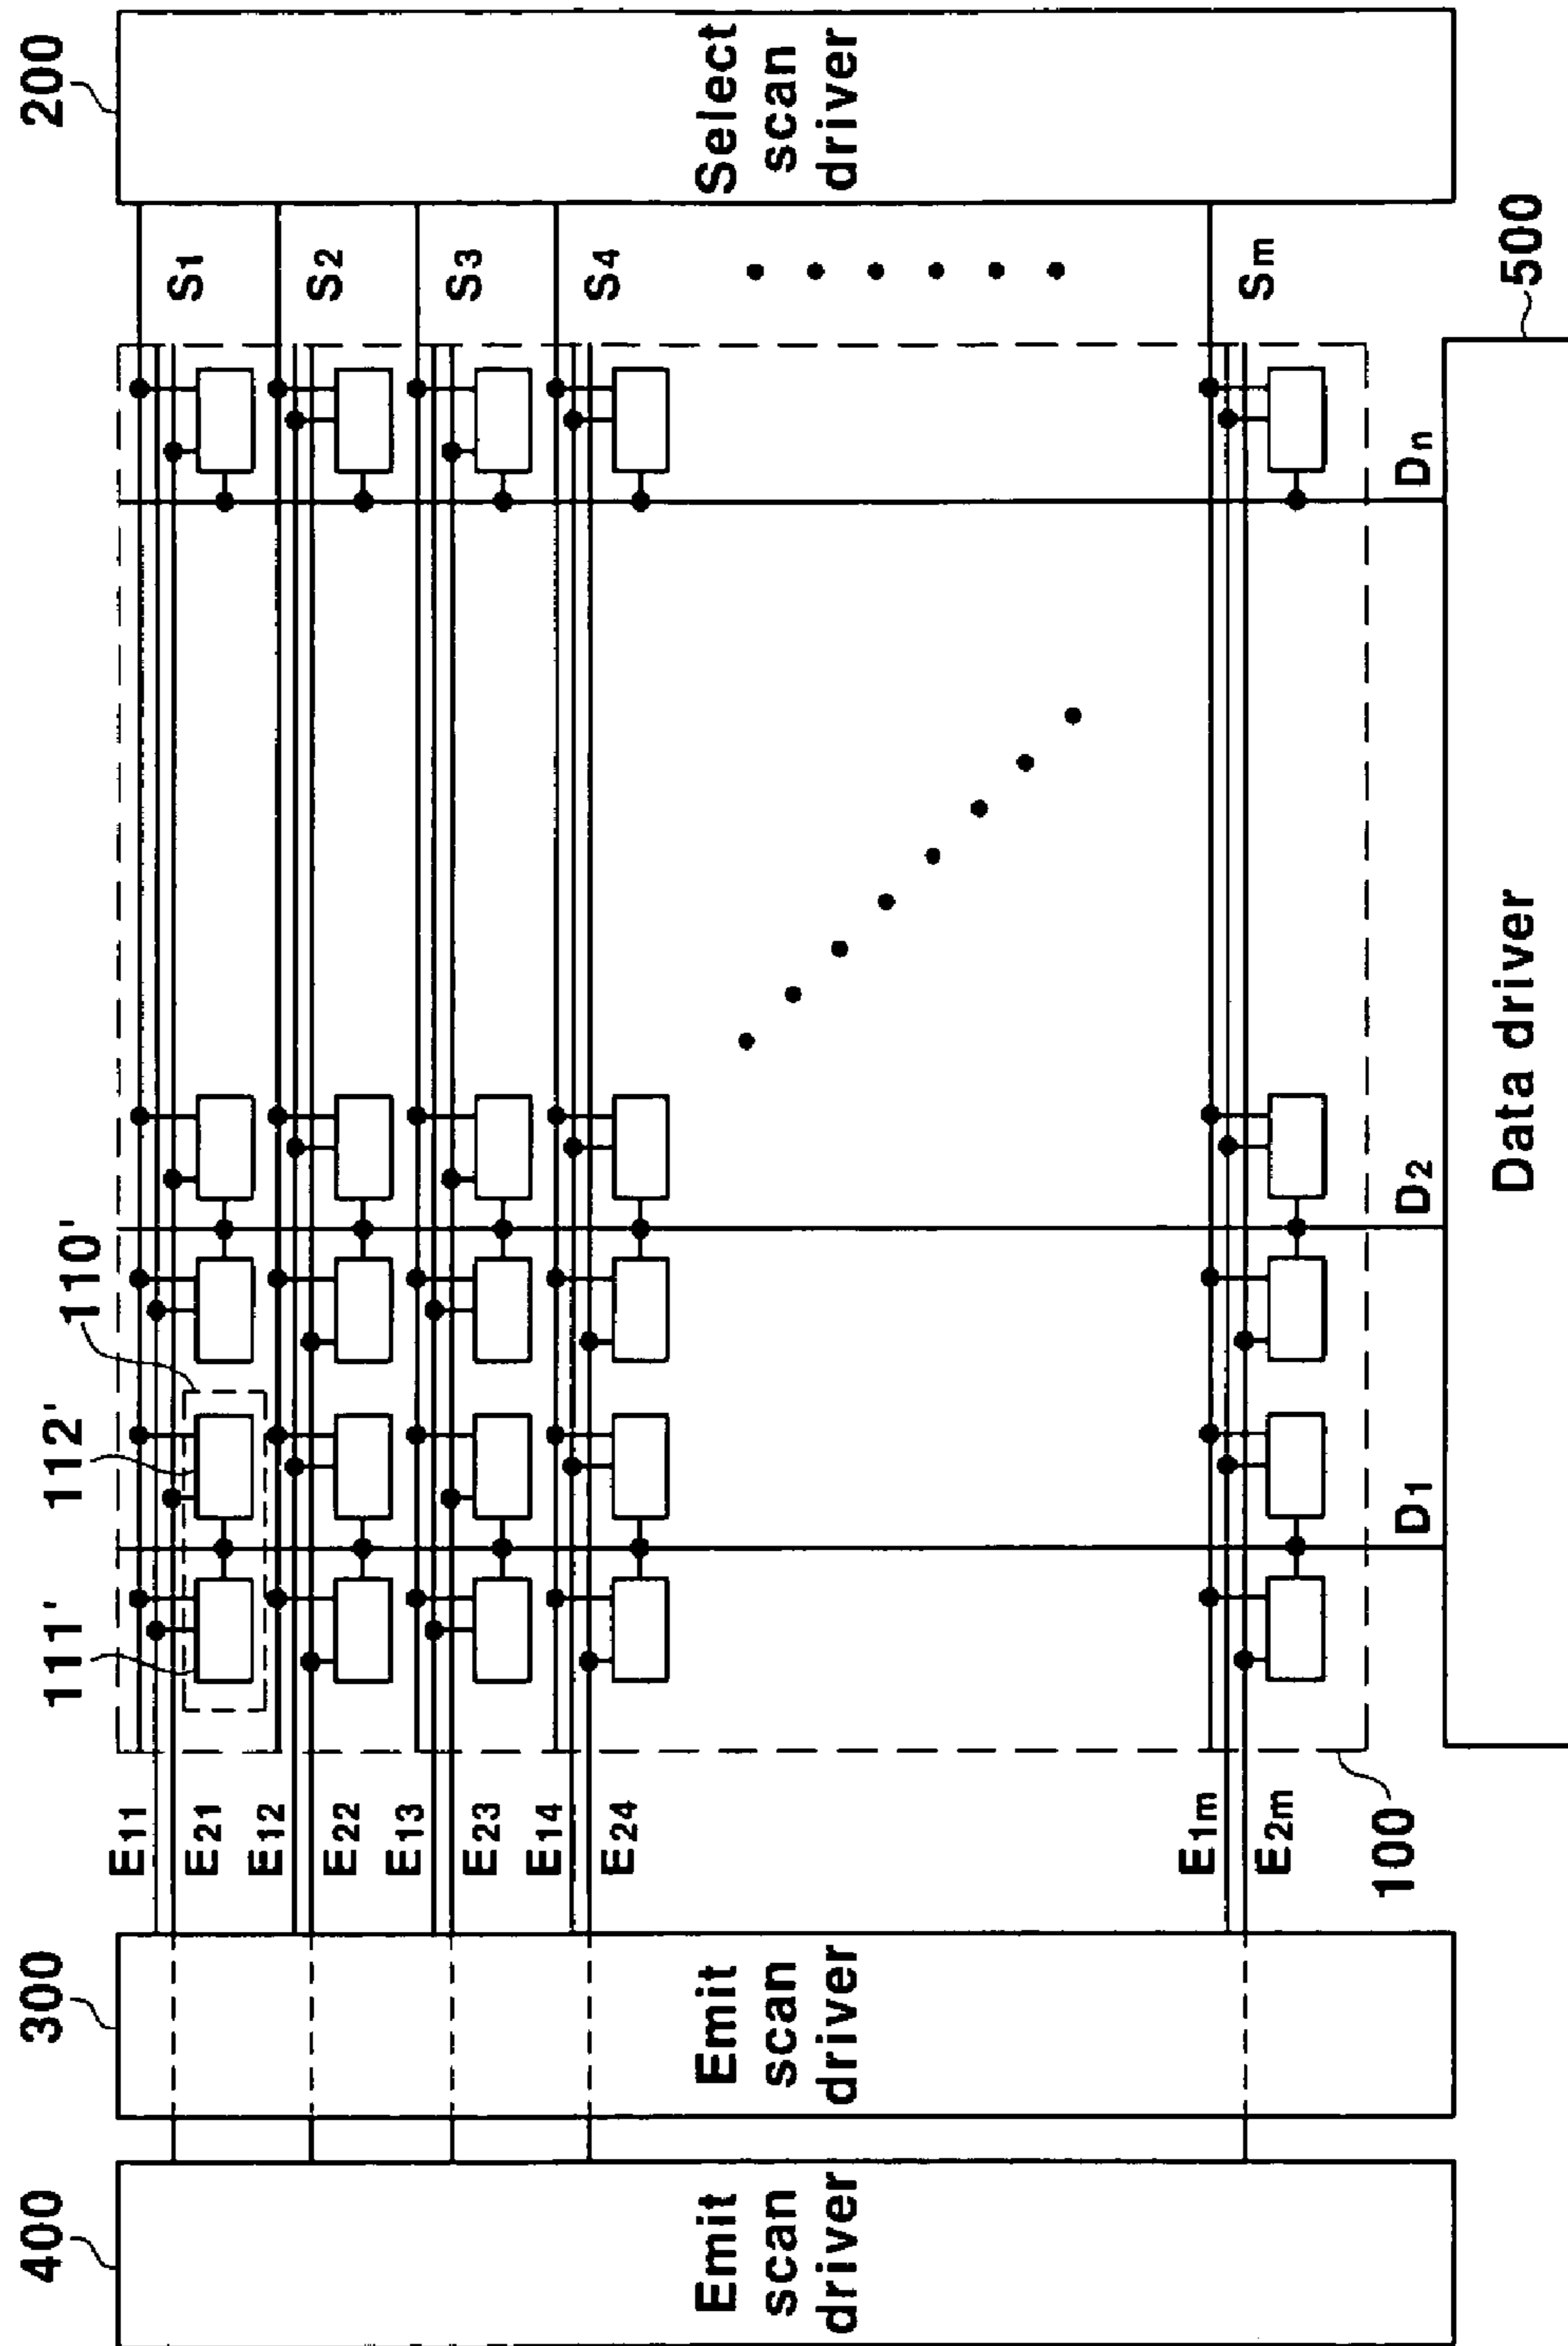 400
300
200
Emit
scan
driver
Emit
scan
driver
Select
scan
driver
111'
112'
110'
E11
E21
E12
E22
E13
E23
E14
E24
E1m
E2m
S1
S2
S3
S4
Sm
100
D1
D2
Dn
500
Data driver